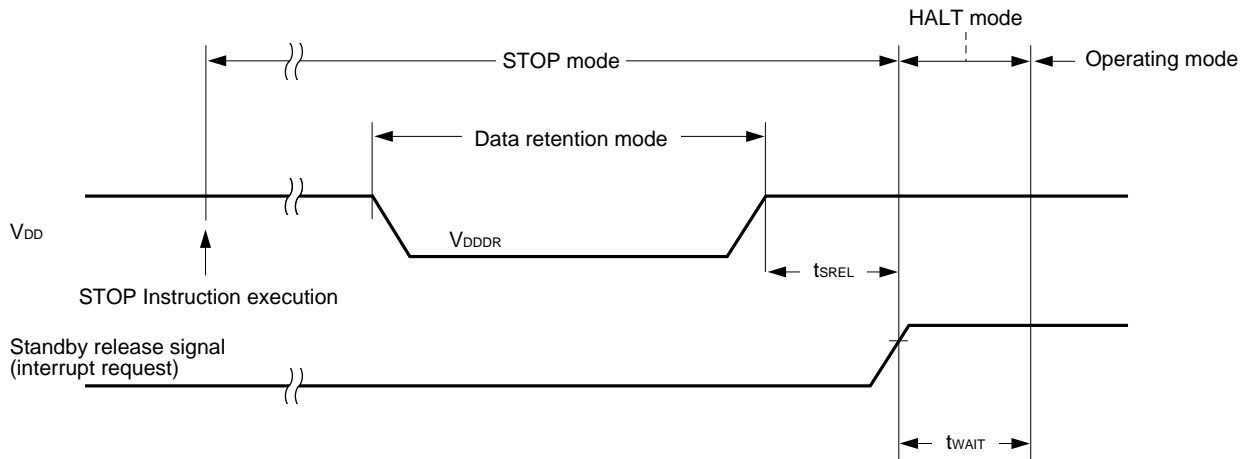 HALT mode
STOP mode
Operating mode
Data retention mode
VDD
VDDDR
tSREL
STOP Instruction execution
Standby release signal
(interrupt request)
tWAIT